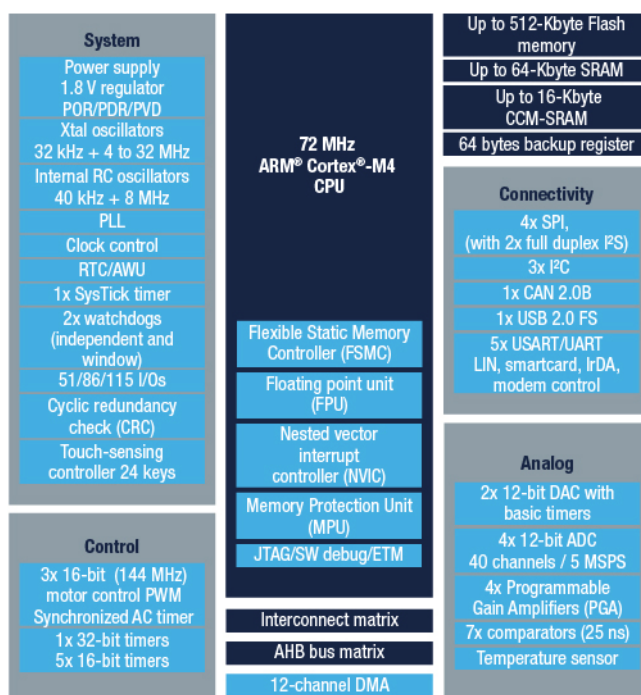 System
Power supply
1.8 V regulator
POR/PDR/PVD
Xtal oscillators
32 kHz + 4 to 32 MHz
Internal RC oscillators
40 kHz + 8 MHz
PLL
Clock control
RTC/AWU
1x SysTick timer
2x watchdogs
(independent and
window)
51/86/115 I/Os
Cyclic redundancy
check (CRC)
Touch-sensing
controller 24 keys
Control
3x 16-bit (144 MHz)
motor control PWM
Synchronized AC timer
1x 32-bit timers
5x 16-bit timers
72 MHz
ARM® Cortex®-M4
CPU
Flexible Static Memory
Controller (FSMC)
Floating point unit
(FPU)
Nested vector
interrupt
controller (NVIC)
Memory Protection Unit
(MPU)
JTAG/SW debug/ETM
Interconnect matrix
AHB bus matrix
12-channel DMA
Up to 512-Kbyte Flash
memory
Up to 64-Kbyte SRAM
Up to 16-Kbyte
CCM-SRAM
64 bytes backup register
Connectivity
4x SPI,
(with 2x full duplex I²S)
3x I²C
1x CAN 2.0B
1x USB 2.0 FS
5x USART/UART
LIN, smartcard, IrDA,
modem control
Analog
2x 12-bit DAC with
basic timers
4x 12-bit ADC
40 channels / 5 MSPS
4x Programmable
Gain Amplifiers (PGA)
7x comparators (25 ns)
Temperature sensor